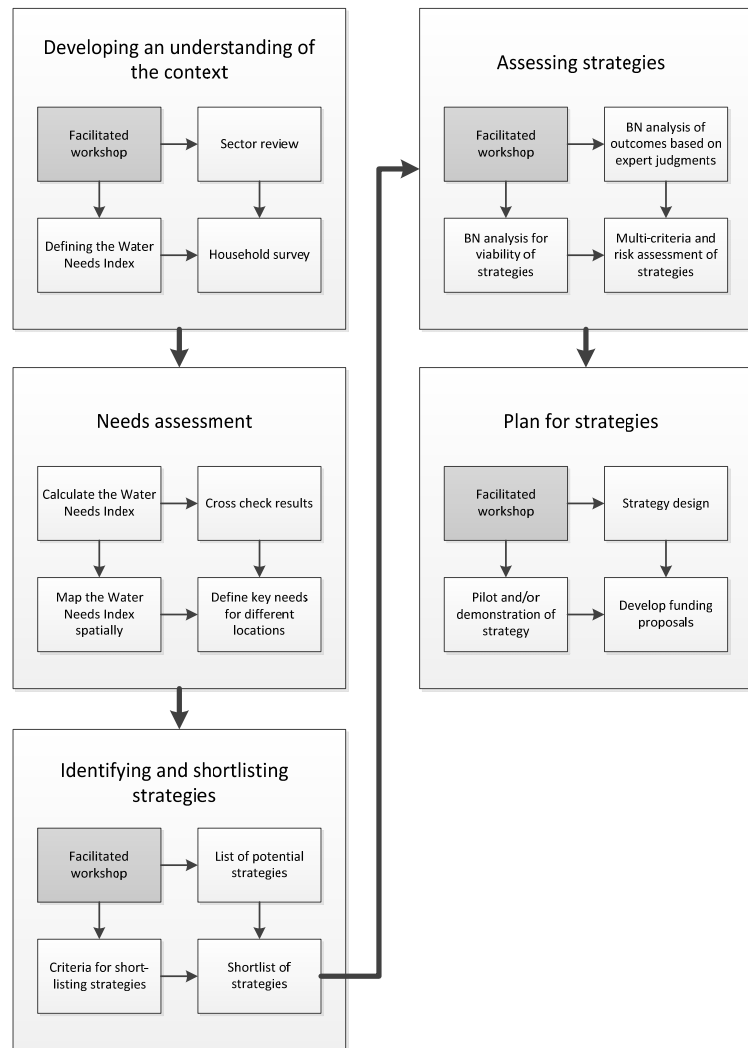 Developing an understanding of
the context
Facilitated
workshop
Sector review
Defining the Water
Needs Index
Household survey
Needs assessment
Calculate the Water
Needs Index
Cross check results
Map the Water
Needs Index
spatially
Define key needs
for different
locations
Identifying and shortlisting
strategies
Facilitated
workshop
List of potential
strategies
Criteria for short-
listing strategies
Shortlist of
strategies
Assessing strategies
Facilitated
workshop
BN analysis of
outcomes based on
expert judgments
BN analysis for
viability of
strategies
Multi-criteria and
risk assessment of
strategies
Plan for strategies
Facilitated
workshop
Strategy design
Pilot and/or
demonstration of
strategy
Develop funding
proposals